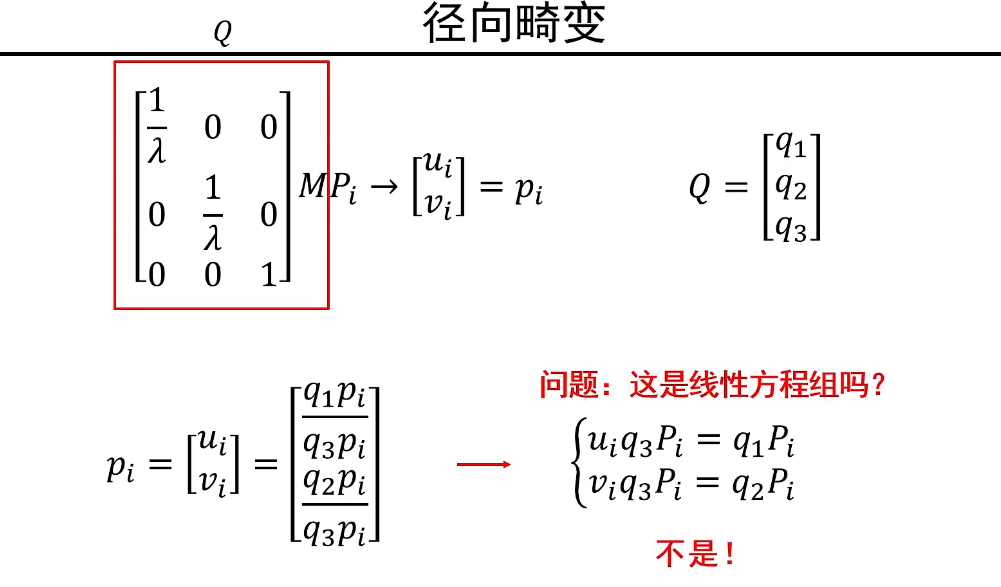 径向畸变
Q
\begin{bmatrix} \frac{1}{\lambda} & 0 & 0 \\ 0 & \frac{1}{\lambda} & 0 \\ 0 & 0 & 1 \end{bmatrix} MP_i → \begin{bmatrix} u_i \\ v_i \end{bmatrix} = p_i
Q = \begin{bmatrix} q_1 \\ q_2 \\ q_3 \end{bmatrix}
p_i = \begin{bmatrix} u_i \\ v_i \end{bmatrix} = \begin{bmatrix} \frac{q_1 p_i}{q_3 p_i} \\ \frac{q_2 p_i}{q_3 p_i} \end{bmatrix}
→
问题：这是线性方程组吗？
\begin{cases} u_i q_3 P_i = q_1 P_i \\ v_i q_3 P_i = q_2 P_i \end{cases}
不是！